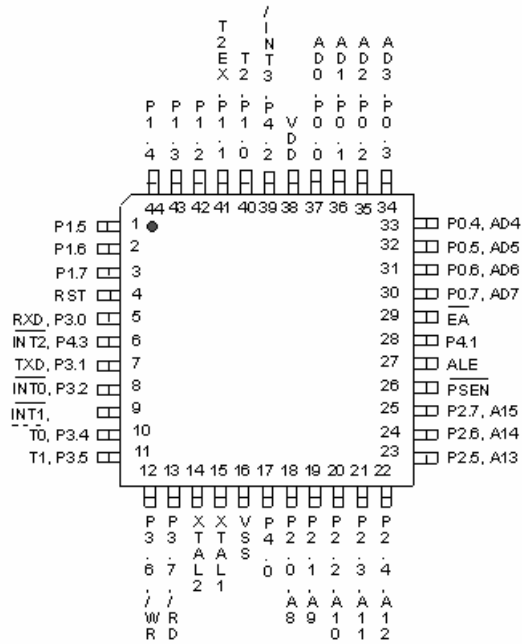 P1.4
P1.3
P1.2
T2EX.P1.1
T2.P1.0
/INT3.P4.2
VDD
AD0.P0.0
AD1.P0.1
AD2.P0.2
AD3.P0.3
44 43 42 41 40 39 38 37 36 35 34
P1.5 1
P1.6 2
P1.7 3
RST 4
RXD, P3.0 5
INT2, P4.3 6
TXD, P3.1 7
INT0, P3.2 8
INT1, 9
T0, P3.4 10
T1, P3.5 11
33 P0.4, AD4
32 P0.5, AD5
31 P0.6, AD6
30 P0.7, AD7
29 EA
28 P4.1
27 ALE
26 PSEN
25 P2.7, A15
24 P2.6, A14
23 P2.5, A13
12 13 14 15 16 17 18 19 20 21 22
P3.6./WR
P3.7./RD
XTAL2
XTAL1
VSS
P4.0
P2.0.A8
P2.1.A9
P2.2.A10
P2.3.A11
P2.4.A12